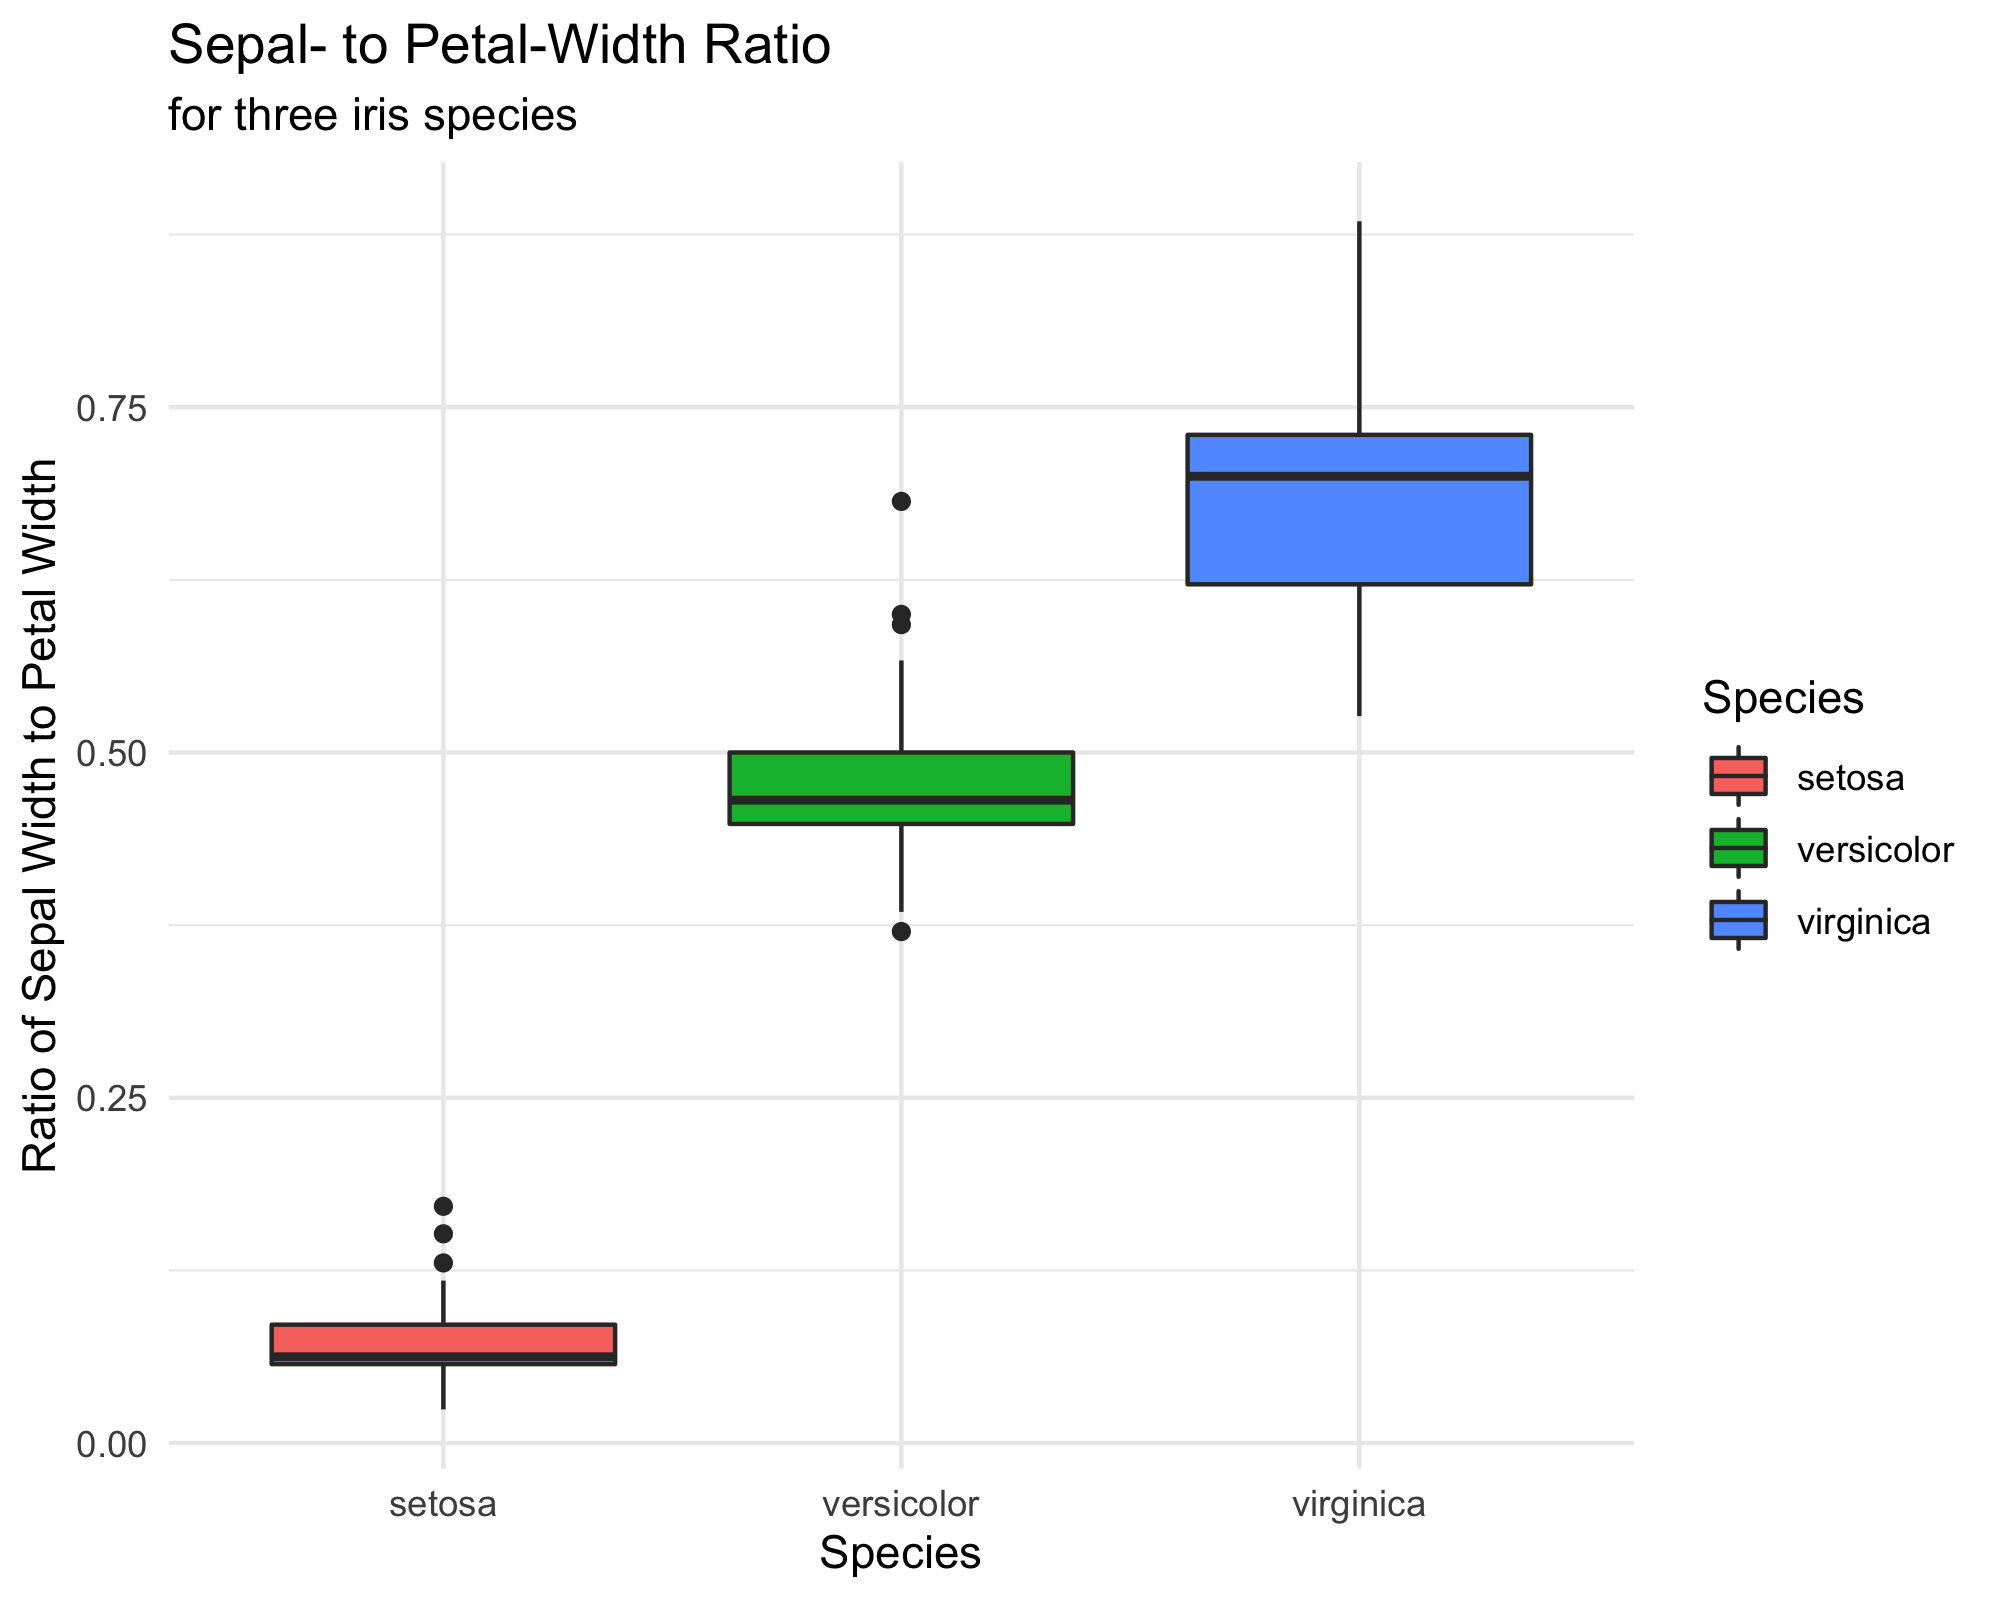 Sepal- to Petal-Width Ratio
for three iris species
Ratio of Sepal Width to Petal Width
0.75
0.50
0.25
0.00
setosa
versicolor
virginica
Species
Species
setosa
versicolor
virginica